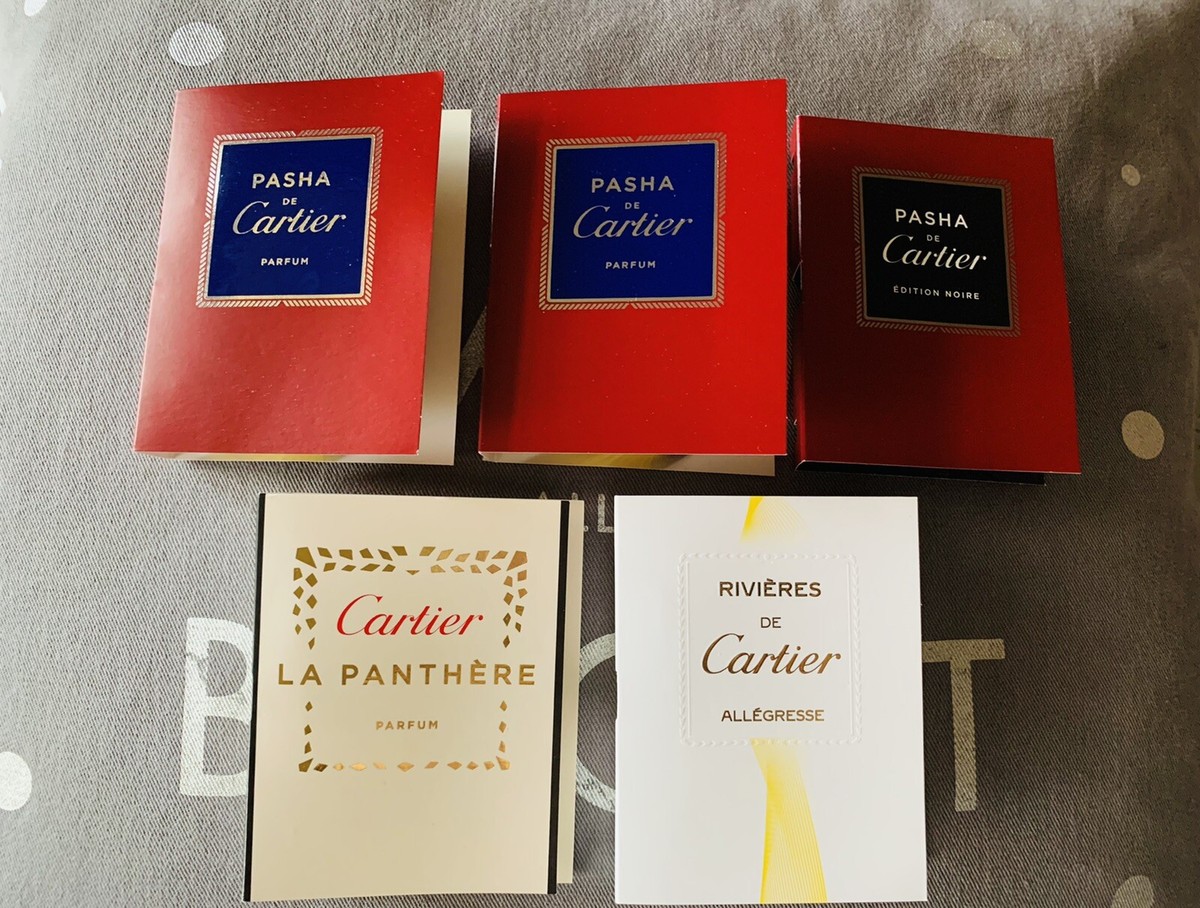 PASHA
DE
Cartier
PARFUM
PASHA
DE
Cartier
PARFUM
PASHA
DE
Cartier
ÉDITION NOIRE
ALL
Cartier
LA PANTHÈRE
PARFUM
RIVIÈRES
DE
Cartier
ALLÉGRESSE